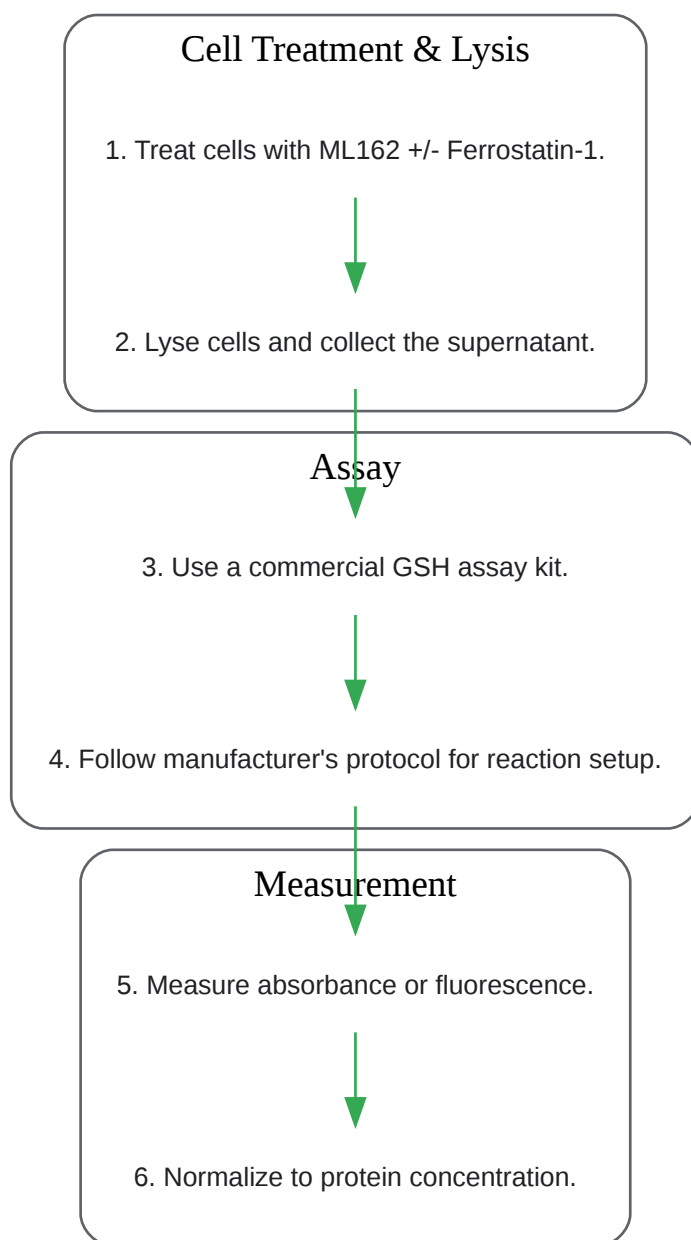 Cell Treatment & Lysis
1. Treat cells with ML162 +/- Ferrostatin-1.
2. Lyse cells and collect the supernatant.
Assay
3. Use a commercial GSH assay kit.
4. Follow manufacturer's protocol for reaction setup.
Measurement
5. Measure absorbance or fluorescence.
6. Normalize to protein concentration.